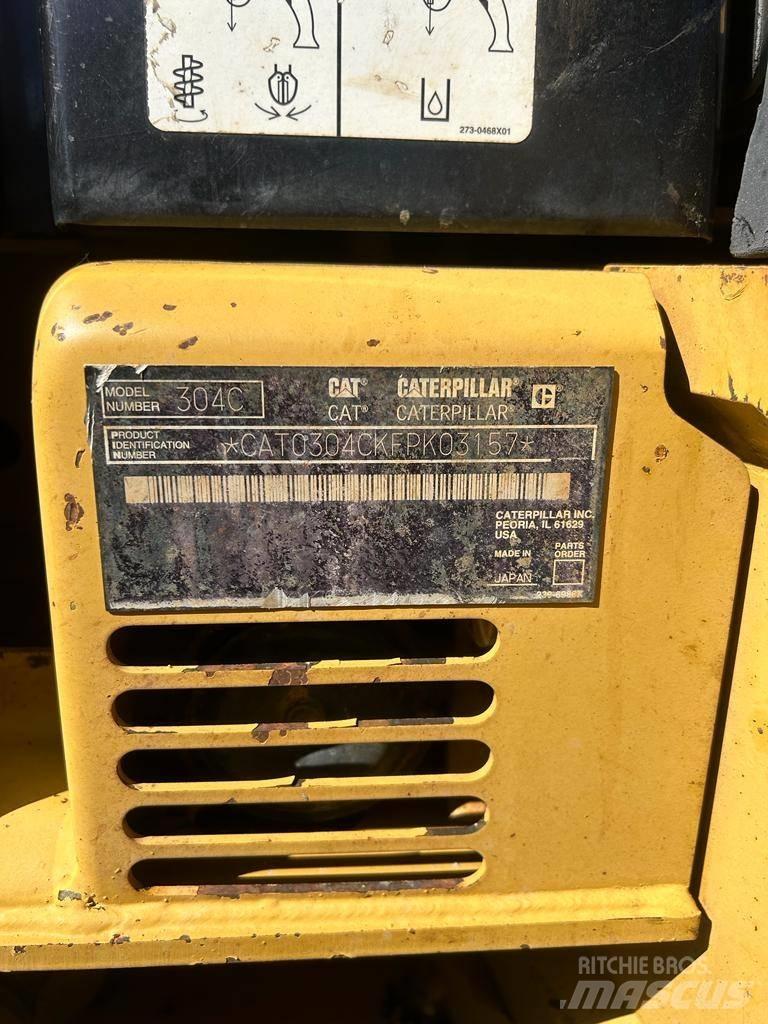 273-0468X01
MODEL NUMBER 304C
CAT® CATERPILLAR® C
CAT® CATERPILLAR®
PRODUCT
IDENTIFICATION
NUMBER
*CAT0304CKFPK03157*
CATERPILLAR INC.
PEORIA, IL 61629
USA
MADE IN
JAPAN
PARTS
ORDER
RITCHIE BROS.
MASCUS